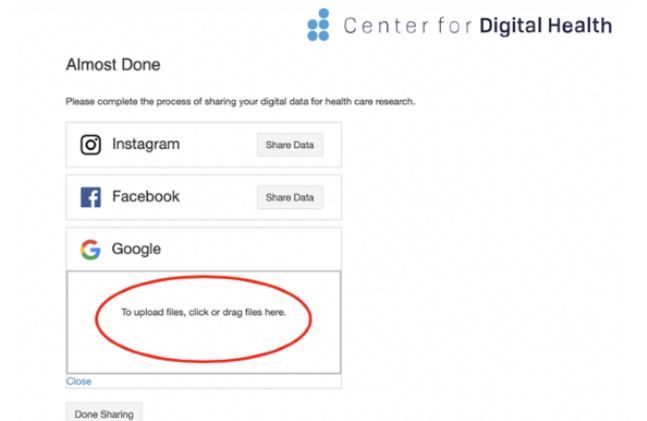 Center for Digital Health
Almost Done
Please complete the process of sharing your digital data for health care research.
Instagram Share Data
Facebook Share Data
Google
To upload files, click or drag files here.
Close
Done Sharing